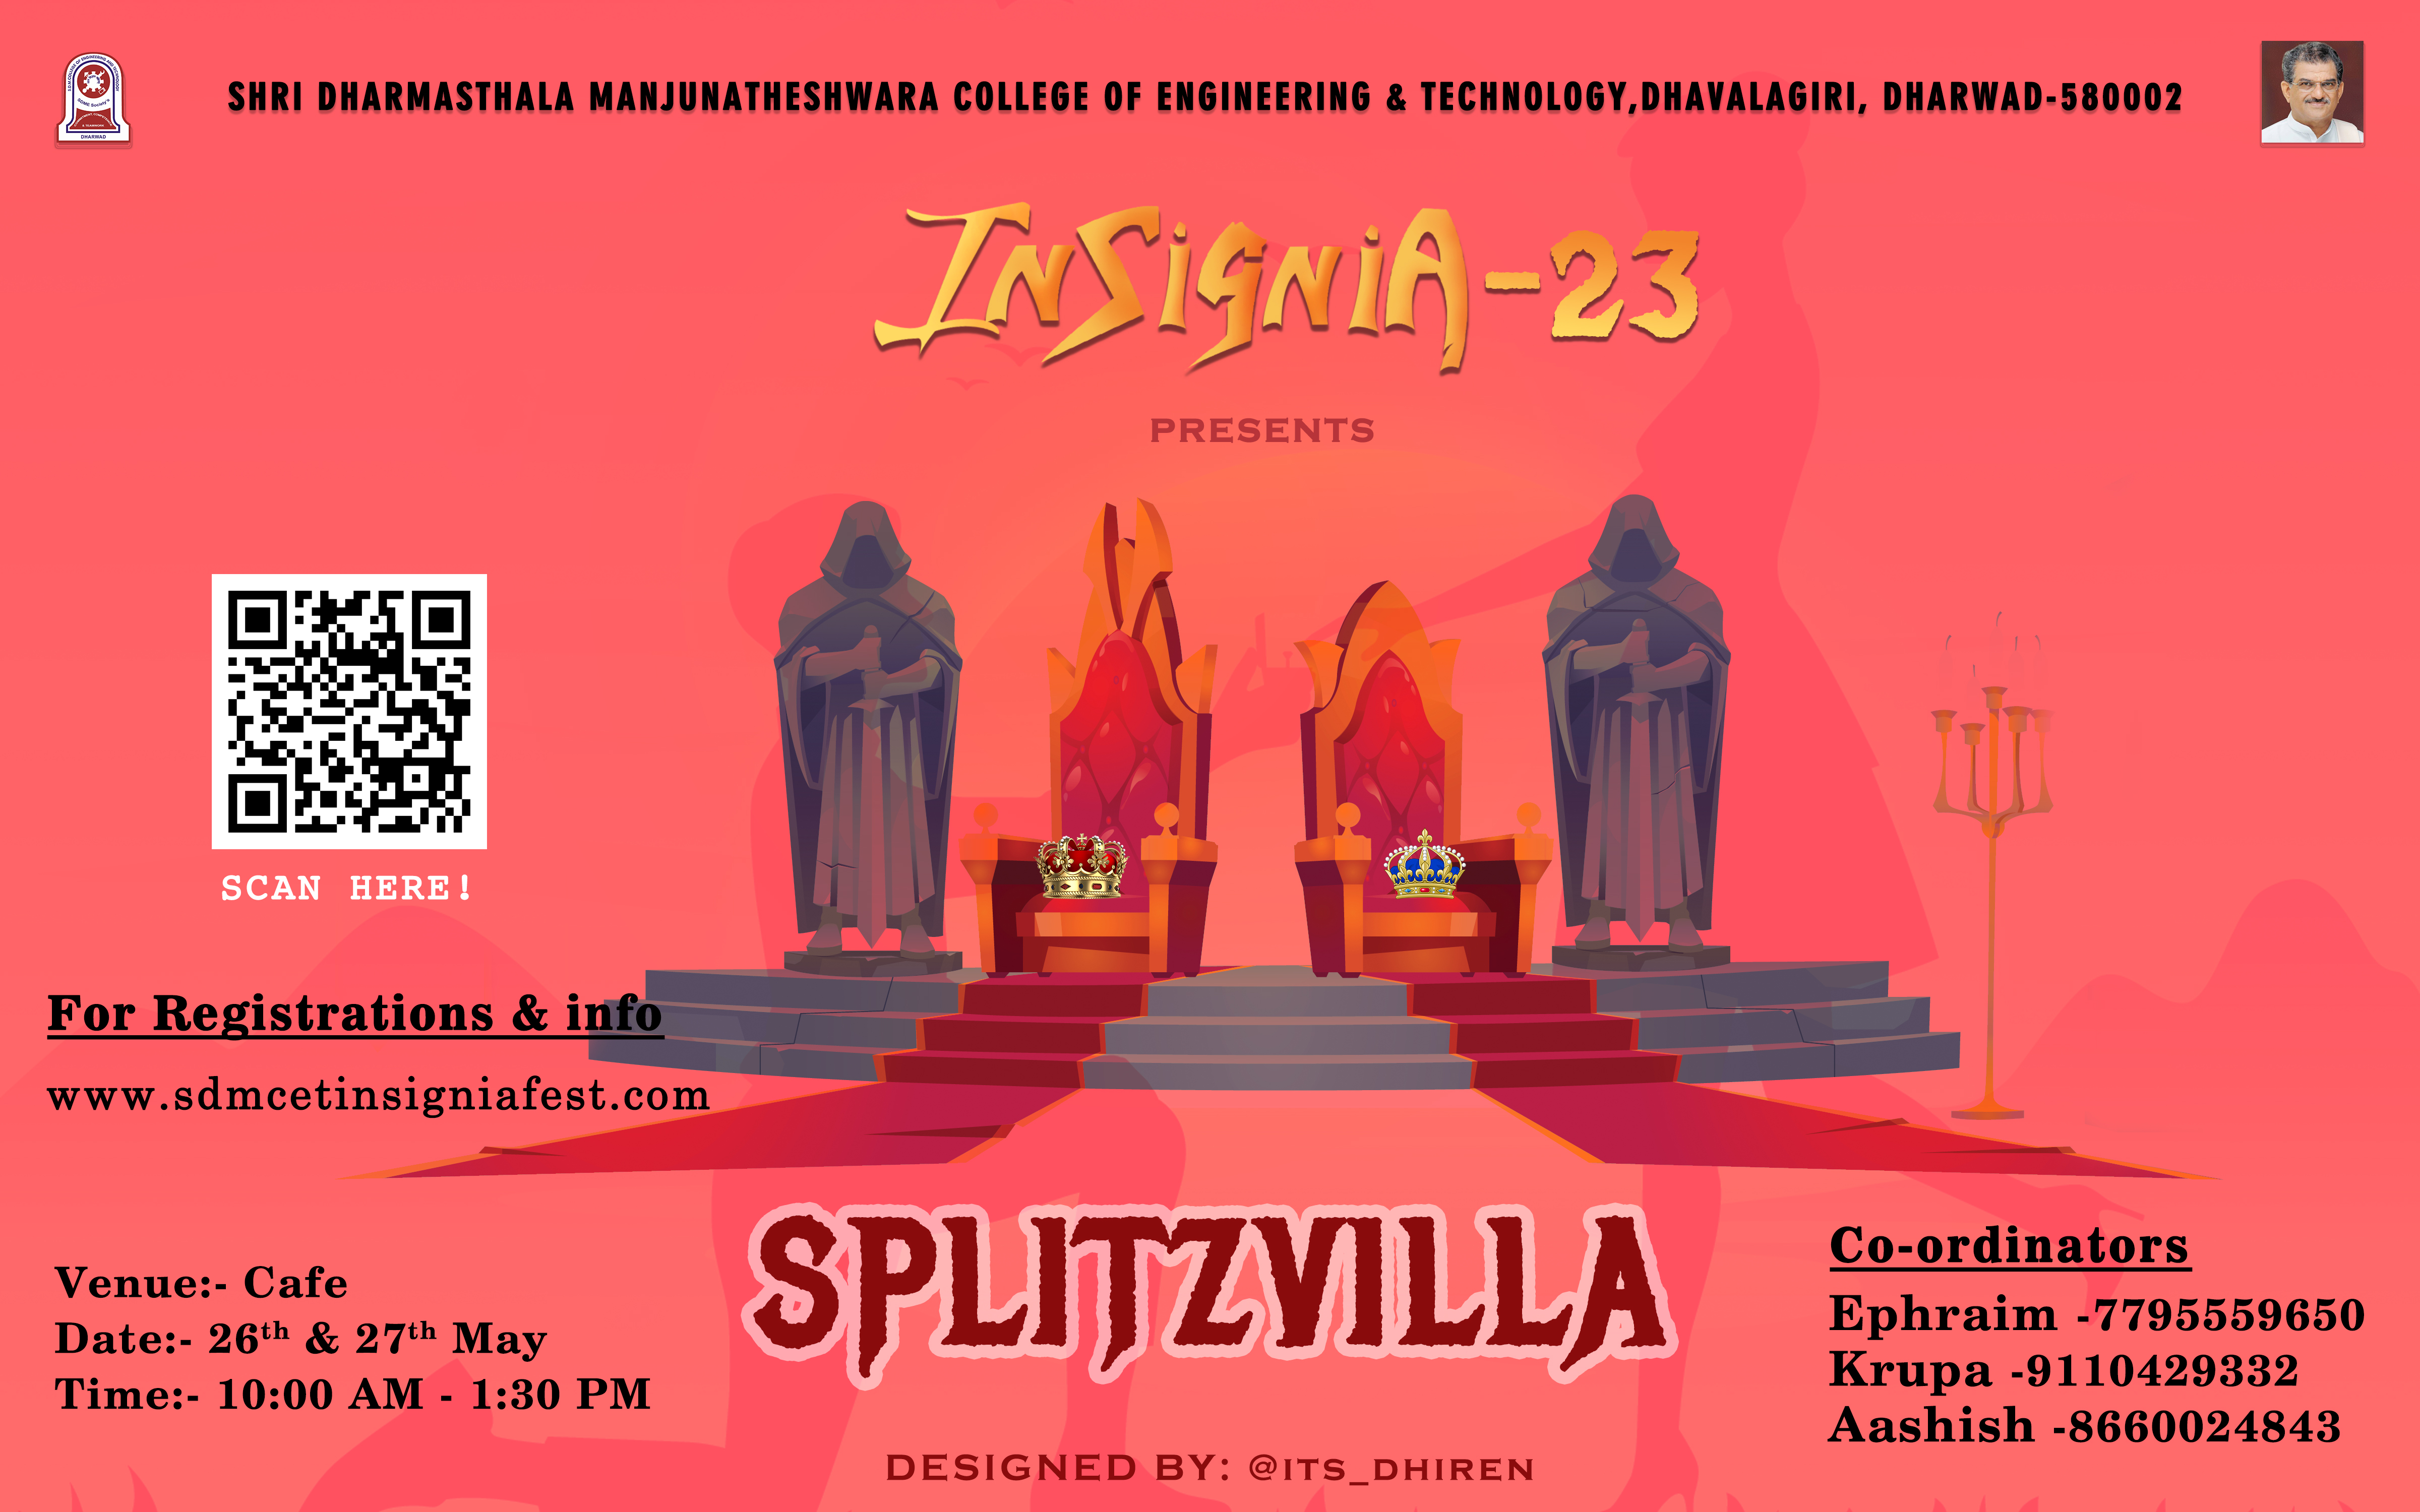 SHRI DHARMASTHALA MANJUNATHESHWARA COLLEGE OF ENGINEERING & TECHNOLOGY,DHAVALAGIRI, DHARWAD-580002
DHARWAD
InSigniA-23
PRESENTS
SCAN HERE!
For Registrations & info
www.sdmcetinsigniafest.com
SPLITZVILLA
Venue:- Cafe
Date:- 26th & 27th May
Time:- 10:00 AM - 1:30 PM
Co-ordinators
Ephraim -7795559650
Krupa -9110429332
Aashish -8660024843
DESIGNED BY: @ITS_DHIREN